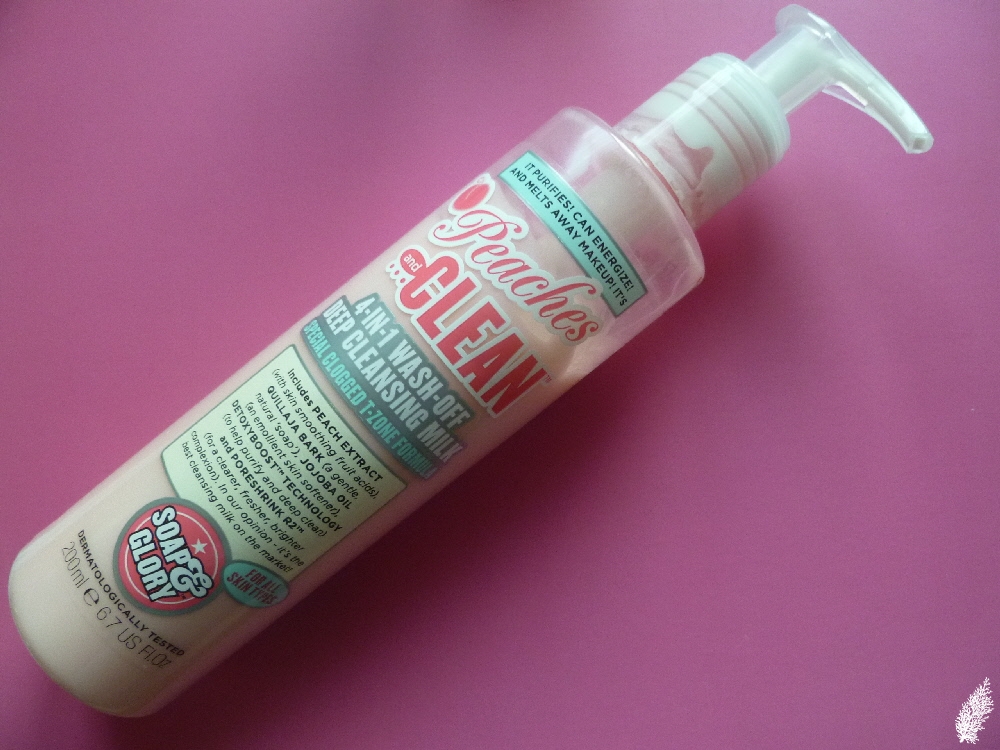 IT PURIFIES! CAN ENERGIZE!
AND MELTS AWAY MAKEUP! IT'S
Peaches
and
CLEAN™
4-IN-1 WASH-OFF
DEEP CLEANSING MILK
SPECIAL CLOGGED T-ZONE FORMULA
Includes PEACH EXTRACT
(with skin smoothing fruit acids),
QUILLAJA BARK (a gentle,
natural 'soap'), JOJOBA OIL
(an emollient skin softener),
DETOXYBOOST™ TECHNOLOGY
(to help purify and deep clean)
and PORESHRINK R2™
(for a clearer, fresher, brighter
complexion). In our opinion - it's the
best cleansing milk on the market!
SOAP &
GLORY
FOR ALL
SKIN TYPES
DERMATOLOGICALLY TESTED
200ml ℮ 6.7 US Fl.Oz